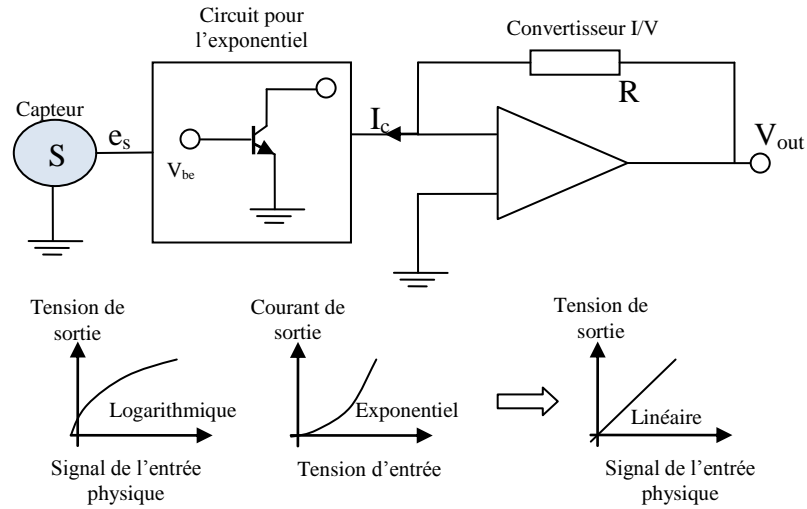 Circuit pour
l'exponentiel
Convertisseur I/V
Capteur
S
e_s
V_be
I_c
R
V_out
Tension de
sortie
Logarithmique
Signal de l'entrée
physique
Courant de
sortie
Exponentiel
Tension d'entrée
Tension de
sortie
Linéaire
Signal de l'entrée
physique